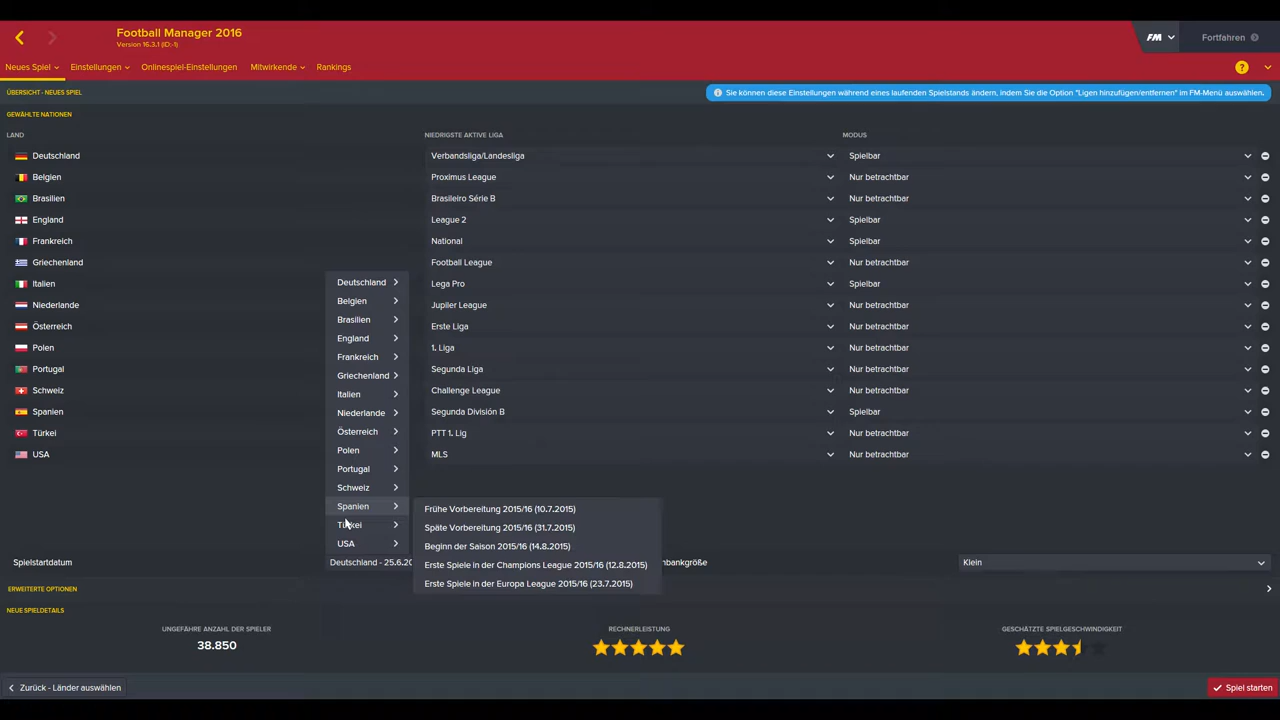 Football Manager 2016
Version 16.3.1 (ID:-1)
FM
Fortfahren
Neues Spiel
Einstellungen
Onlinespiel-Einstellungen
Mitwirkende
Rankings
?
ÜBERSICHT - NEUES SPIEL
Sie können diese Einstellungen während eines laufenden Spielstands ändern, indem Sie die Option "Ligen hinzufügen/entfernen" im FM-Menü auswählen.
GEWÄHLTE NATIONEN
LAND NIEDRIGSTE AKTIVE LIGA MODUS
Deutschland Verbandsliga/Landesliga Spielbar
Belgien Proximus League Nur betrachtbar
Brasilien Brasileiro Série B Nur betrachtbar
England League 2 Spielbar
Frankreich National Spielbar
Griechenland Football League Nur betrachtbar
Italien Lega Pro Spielbar
Niederlande Jupiler League Nur betrachtbar
Österreich Erste Liga Nur betrachtbar
Polen 1. Liga Nur betrachtbar
Portugal Segunda Liga Nur betrachtbar
Schweiz Challenge League Nur betrachtbar
Spanien Segunda División B Spielbar
Türkei PTT 1. Lig Nur betrachtbar
USA MLS Nur betrachtbar
Deutschland
Belgien
Brasilien
England
Frankreich
Griechenland
Italien
Niederlande
Österreich
Polen
Portugal
Schweiz
Spanien
Türkei
USA
Frühe Vorbereitung 2015/16 (10.7.2015)
Späte Vorbereitung 2015/16 (31.7.2015)
Beginn der Saison 2015/16 (14.8.2015)
Erste Spiele in der Champions League 2015/16 (12.8.2015)
Erste Spiele in der Europa League 2015/16 (23.7.2015)
Spielstartdatum Deutschland - 25.6.20 nbankgröße Klein
ERWEITERTE OPTIONEN
NEUE SPIELDETAILS
UNGEFÄHRE ANZAHL DER SPIELER
38.850
RECHNERLEISTUNG
GESCHÄTZTE SPIELGESCHWINDIGKEIT
Zurück - Länder auswählen
Spiel starten